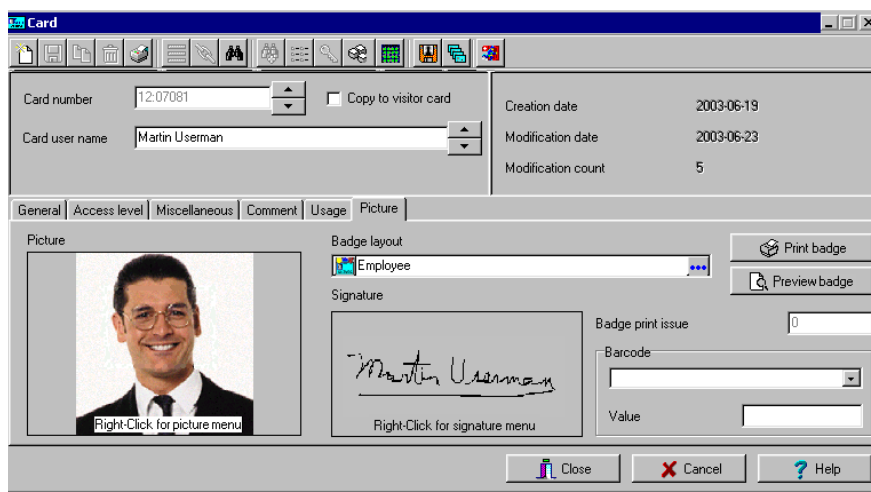 Card
Card number
12:07081
Copy to visitor card
Card user name
Martin Userman
Creation date
2003-06-19
Modification date
2003-06-23
Modification count
5
General Access level Miscellaneous Comment Usage Picture
Picture
Right-Click for picture menu
Badge layout
Employee
Signature
Martin Userman
Right-Click for signature menu
Print badge
Preview badge
Badge print issue
0
Barcode
Value
Close
Cancel
Help